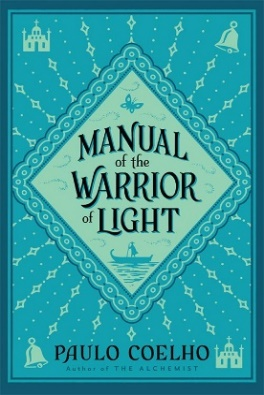 MANUAL
of the
WARRIOR
of LIGHT
PAULO COELHO
Author of THE ALCHEMIST